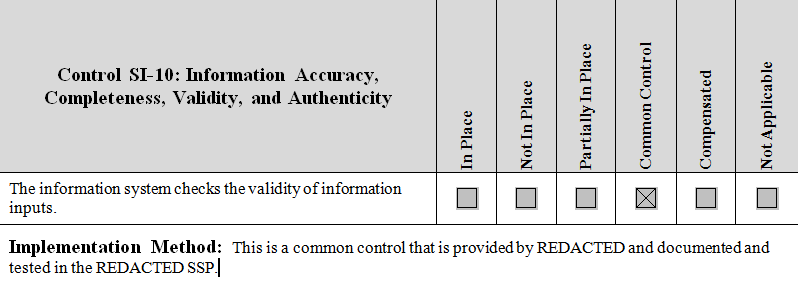 Control SI-10: Information Accuracy,
Completeness, Validity, and Authenticity
In Place
Not In Place
Partially In Place
Common Control
Compensated
Not Applicable
The information system checks the validity of information
inputs.
Implementation Method: This is a common control that is provided by REDACTED and documented and
tested in the REDACTED SSP.